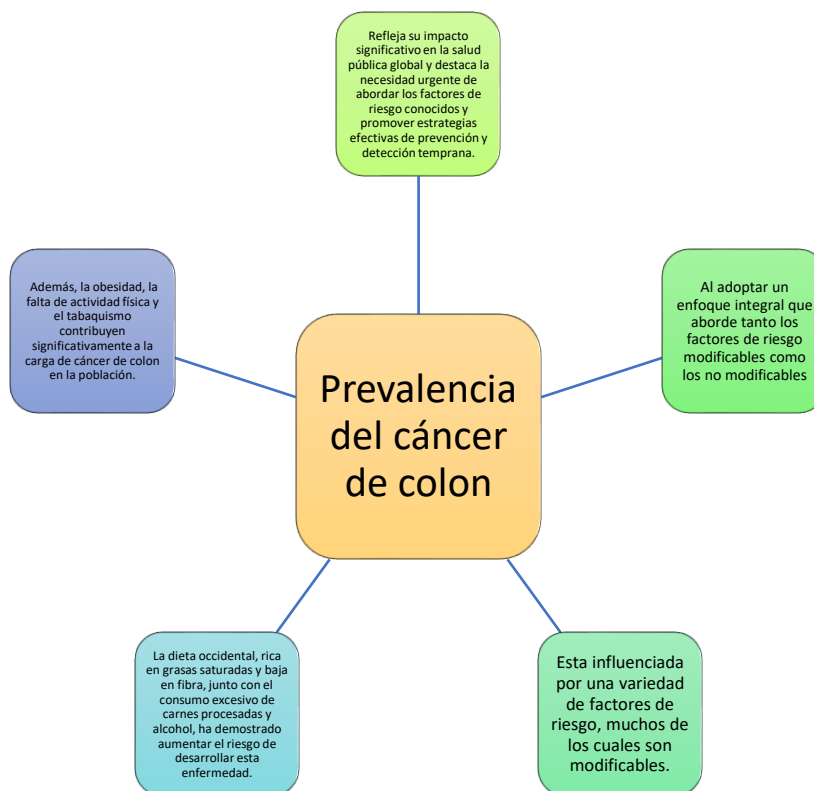 Refleja su impacto
significativo en la salud
pública global y destaca la
necesidad urgente de
abordar los factores de
riesgo conocidos y
promover estrategias
efectivas de prevención y
detección temprana.
Además, la obesidad, la
falta de actividad física y
el tabaquismo
contribuyen
significativamente a la
carga de cáncer de colon
en la población.
Al adoptar un
enfoque integral que
aborde tanto los
factores de riesgo
modificables como
los no modificables
Prevalencia
del cáncer
de colon
La dieta occidental, rica
en grasas saturadas y baja
en fibra, junto con el
consumo excesivo de
carnes procesadas y
alcohol, ha demostrado
aumentar el riesgo de
desarrollar esta
enfermedad.
Esta influenciada
por una variedad
de factores de
riesgo, muchos de
los cuales son
modificables.